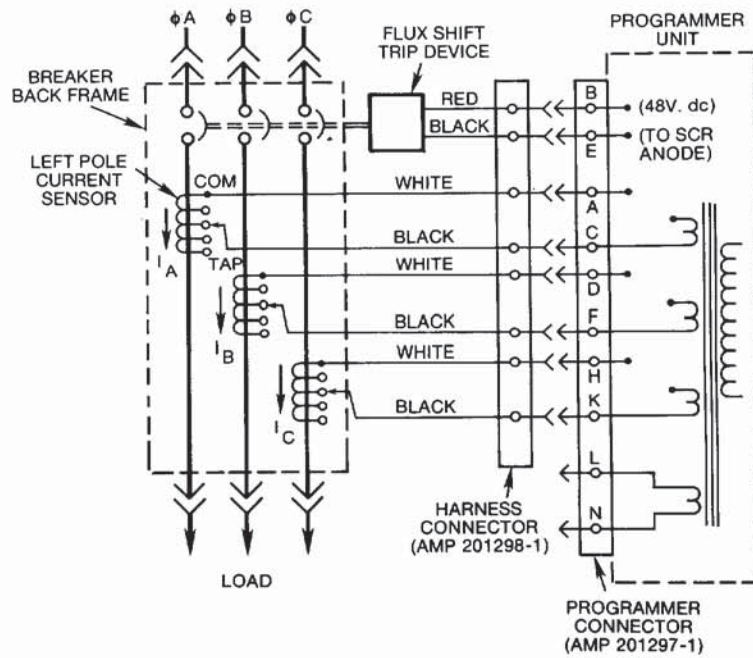 ϕA
ϕB
ϕC
FLUX SHIFT
TRIP DEVICE
PROGRAMMER
UNIT
BREAKER
BACK FRAME
RED
BLACK
B
(48V. dc)
E
(TO SCR
ANODE)
LEFT POLE
CURRENT
SENSOR
COM
WHITE
A
C
BLACK
I A
TAP
WHITE
D
BLACK
F
I B
WHITE
H
BLACK
K
I C
L
N
HARNESS
CONNECTOR
(AMP 201298-1)
LOAD
PROGRAMMER
CONNECTOR
(AMP 201297-1)